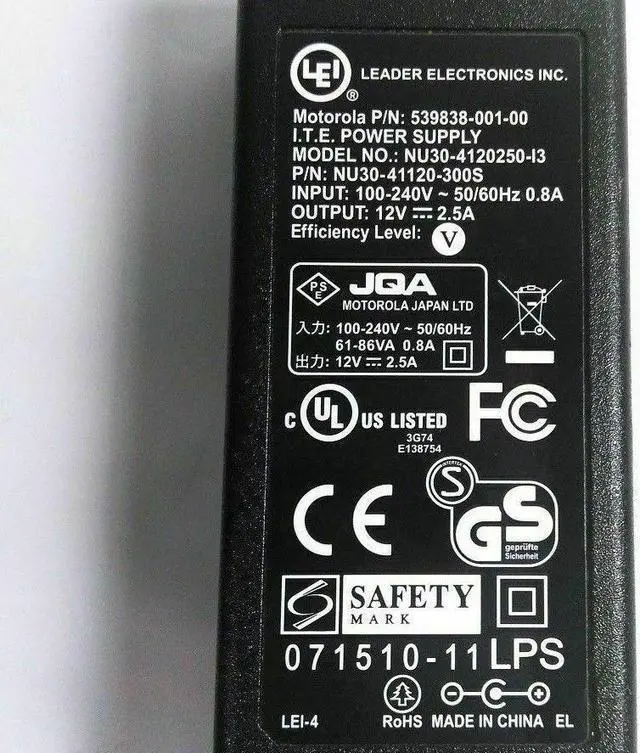 LEI
®
LEADER ELECTRONICS INC.
Motorola P/N: 539838-001-00
I.T.E. POWER SUPPLY
MODEL NO.: NU30-4120250-I3
P/N: NU30-41120-300S
INPUT: 100-240V ~ 50/60Hz 0.8A
OUTPUT: 12V ⎓ 2.5A
Efficiency Level: V
PSE
JQA
MOTOROLA JAPAN LTD
入力: 100-240V ~ 50/60Hz
61-86VA 0.8A
出力: 12V ⎓ 2.5A
C UL US LISTED
3G74
E138754
FC
CE
INTERTEK
S
GS
geprüfte
Sicherheit
S
SAFETY
MARK
071510-11 LPS
LEI-4
RoHS
MADE IN CHINA
EL